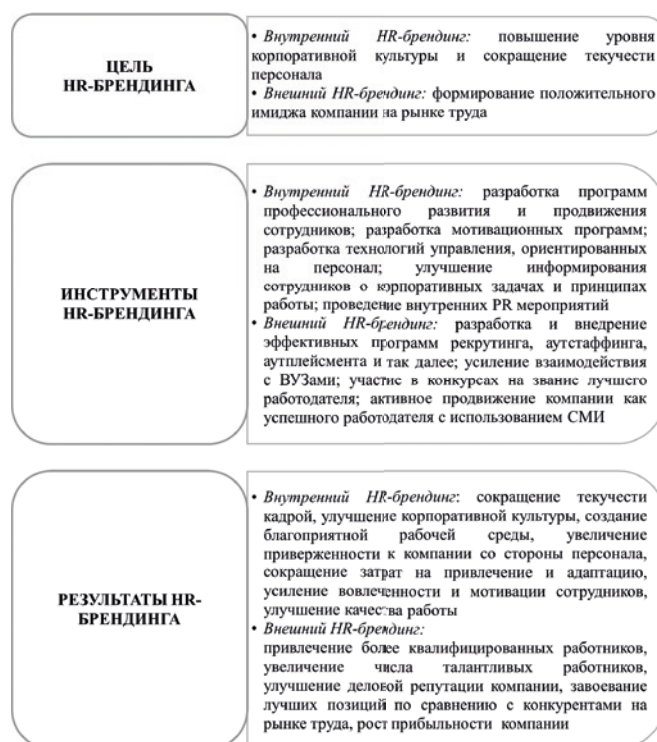 ЦЕЛЬ
HR-БРЕНДИНГА
• Внутренний HR-брендинг: повышение уровня
корпоративной культуры и сокращение текучести
персонала
• Внешний HR-брендинг: формирование положительного
имиджа компании на рынке труда
ИНСТРУМЕНТЫ
HR-БРЕНДИНГА
• Внутренний HR-брендинг: разработка программ
профессионального развития и продвижения
сотрудников; разработка мотивационных программ;
разработка технологий управления, ориентированных
на персонал; улучшение информирования
сотрудников о корпоративных задачах и принципах
работы; проведение внутренних PR мероприятий
• Внешний HR-брендинг: разработка и внедрение
эффективных программ рекрутинга, аутстаффинга,
аутплейсмента и так далее; усиление взаимодействия
с ВУЗами; участие в конкурсах на звание лучшего
работодателя; активное продвижение компании как
успешного работодателя с использованием СМИ
РЕЗУЛЬТАТЫ HR-
БРЕНДИНГА
• Внутренний HR-брендинг: сокращение текучести
кадрой, улучшение корпоративной культуры, создание
благоприятной рабочей среды, увеличение
приверженности к компании со стороны персонала,
сокращение затрат на привлечение и адаптацию,
усиление вовлеченности и мотивации сотрудников,
улучшение качества работы
• Внешний HR-брендинг:
привлечение более квалифицированных работников,
увеличение числа талантливых работников,
улучшение деловой репутации компании, завоевание
лучших позиций по сравнению с конкурентами на
рынке труда, рост прибыльности компании